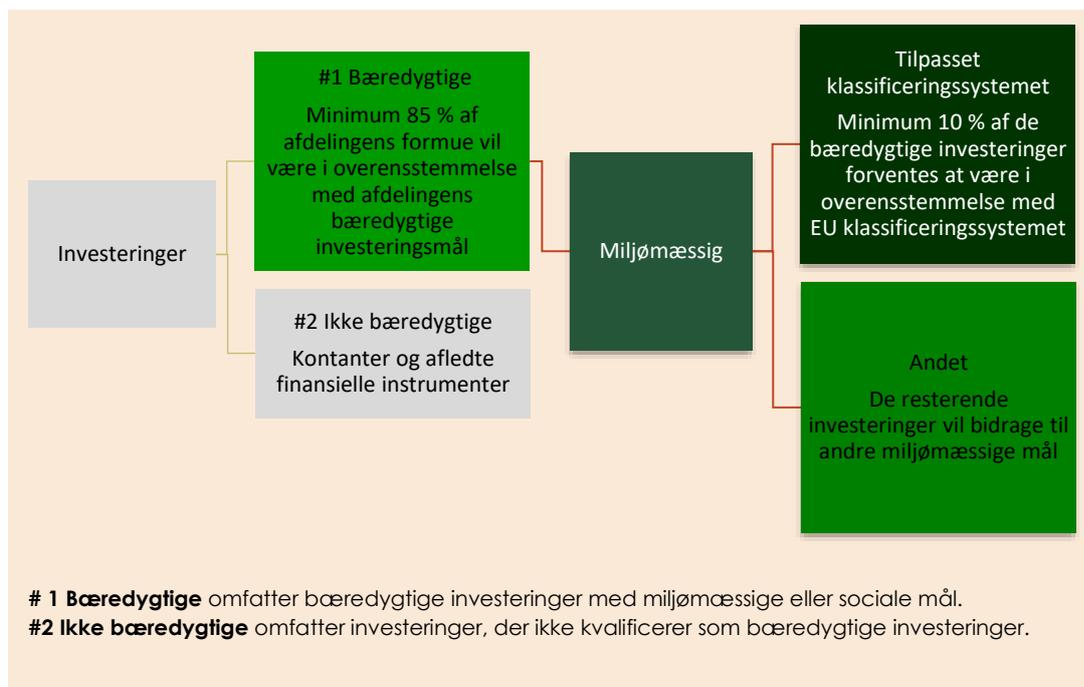 Investeringer
#1 Bæredygtige
Minimum 85 % af
afdelingens formue vil
være i overensstemmelse
med afdelingens
bæredygtige
investeringsmål
#2 Ikke bæredygtige
Kontanter og afledte
finansielle instrumenter
Miljømæssig
Tilpasset
klassificeringssystemet
Minimum 10 % af de
bæredygtige investeringer
forventes at være i
overensstemmelse med
EU klassificeringssystemet
Andet
De resterende
investeringer vil bidrage til
andre miljømæssige mål
# 1 Bæredygtige omfatter bæredygtige investeringer med miljømæssige eller sociale mål.
#2 Ikke bæredygtige omfatter investeringer, der ikke kvalificerer som bæredygtige investeringer.